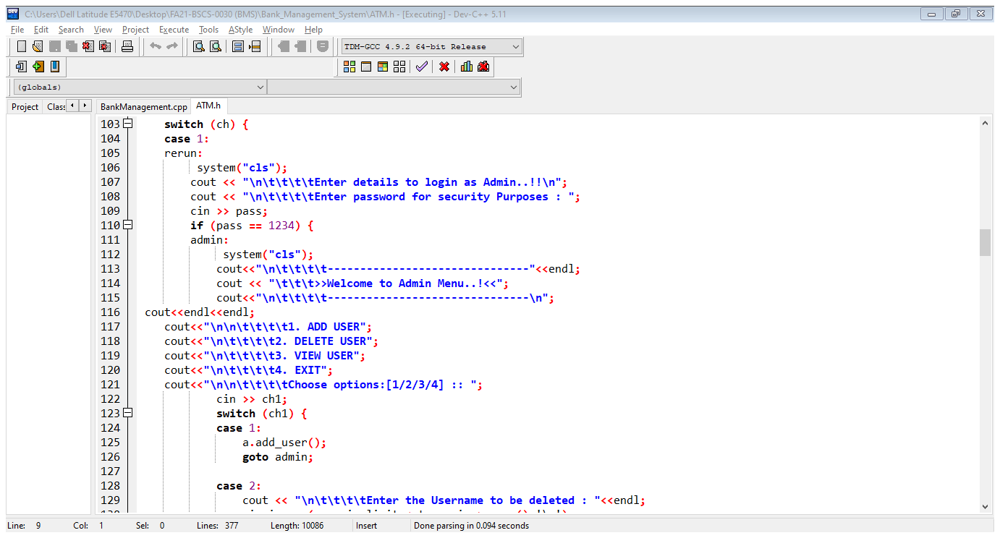 C:\Users\Dell Latitude E5470\Desktop\FA21-BSCS-0030 (BMS)\Bank_Management_System\ATM.h - [Executing] - Dev-C++ 5.11
File Edit Search View Project Execute Tools AStyle Window Help
TDM-GCC 4.9.2 64-bit Release
(globals)
Project Class BankManagement.cpp ATM.h
103 switch (ch) {
104 case 1:
105 rerun:
106 system("cls");
107 cout << "\n\t\t\t\tEnter details to login as Admin..!!\n";
108 cout << "\n\t\t\t\tEnter password for security Purposes : ";
109 cin >> pass;
110 if (pass == 1234) {
111 admin:
112 system("cls");
113 cout<<"\n\t\t\t\t-------------------------------"<<endl;
114 cout << "\t\t\t>>Welcome to Admin Menu..!<<";
115 cout<<"\n\t\t\t\t-------------------------------\n";
116 cout<<endl<<endl;
117 cout<<"\n\n\t\t\t\t1. ADD USER";
118 cout<<"\n\t\t\t\t2. DELETE USER";
119 cout<<"\n\t\t\t\t3. VIEW USER";
120 cout<<"\n\t\t\t\t4. EXIT";
121 cout<<"\n\n\t\t\t\tChoose options:[1/2/3/4] :: ";
122 cin >> ch1;
123 switch (ch1) {
124 case 1:
125 a.add_user();
126 goto admin;
127
128 case 2:
129 cout << "\n\t\t\t\tEnter the Username to be deleted : "<<endl;
Line: 9 Col: 1 Sel: 0 Lines: 377 Length: 10086 Insert Done parsing in 0.094 seconds